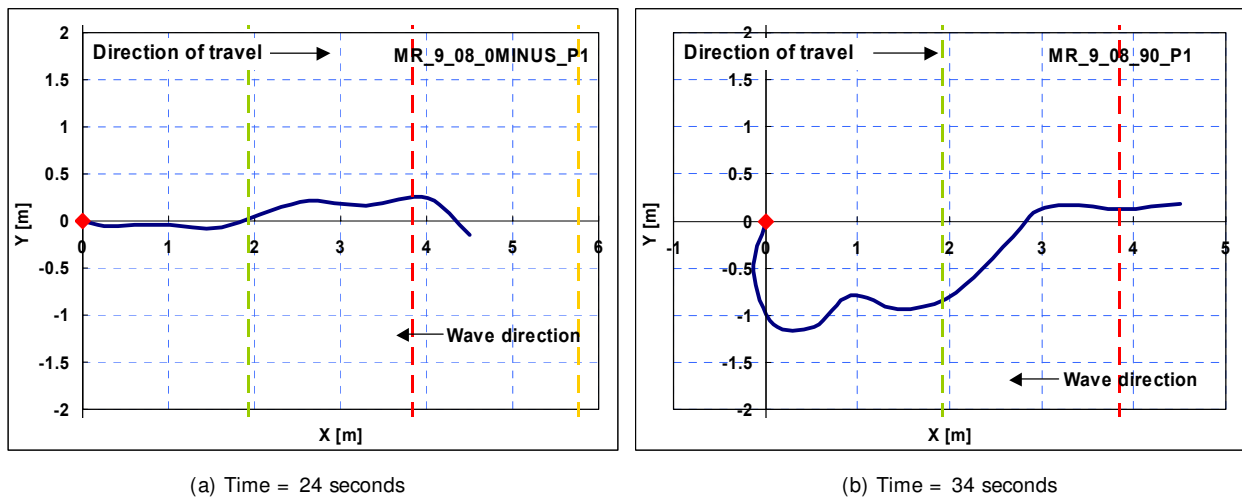 2
Direction of travel
MR_9_08_0MINUS_P1
1.5
1
0.5
0
Y [m]
0 1 2 3 4 5 6
-0.5
-1
Wave direction
-1.5
-2
X [m]
(a) Time = 24 seconds
2
Direction of travel
MR_9_08_90_P1
1.5
1
0.5
0
Y [m]
-1 0 1 2 3 4 5
-0.5
-1
-1.5
Wave direction
-2
X [m]
(b) Time = 34 seconds